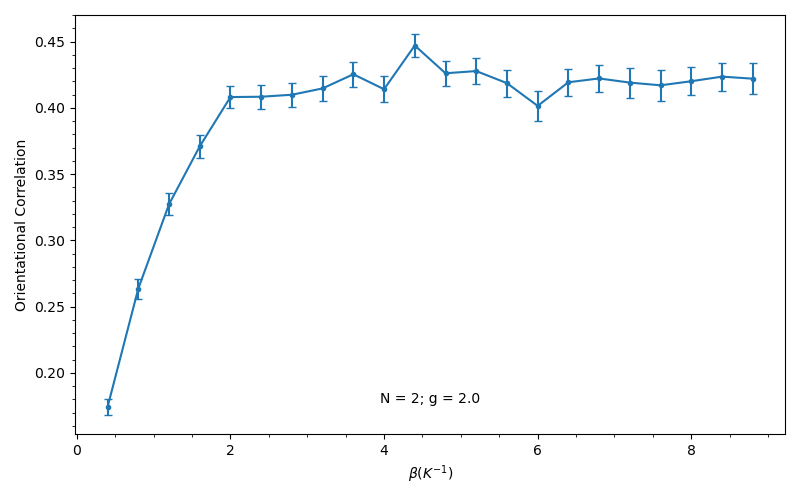 0.45
0.40
0.35
0.30
0.25
0.20
Orientational Correlation
N = 2; g = 2.0
0 2 4 6 8
β(K⁻¹)